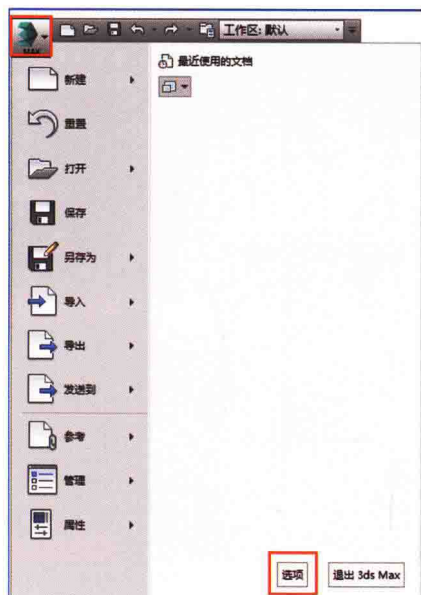 MAX
工作区: 默认
最近使用的文档
新建
重置
打开
保存
另存为
导入
导出
发送到
参考
管理
属性
选项
退出 3ds Max